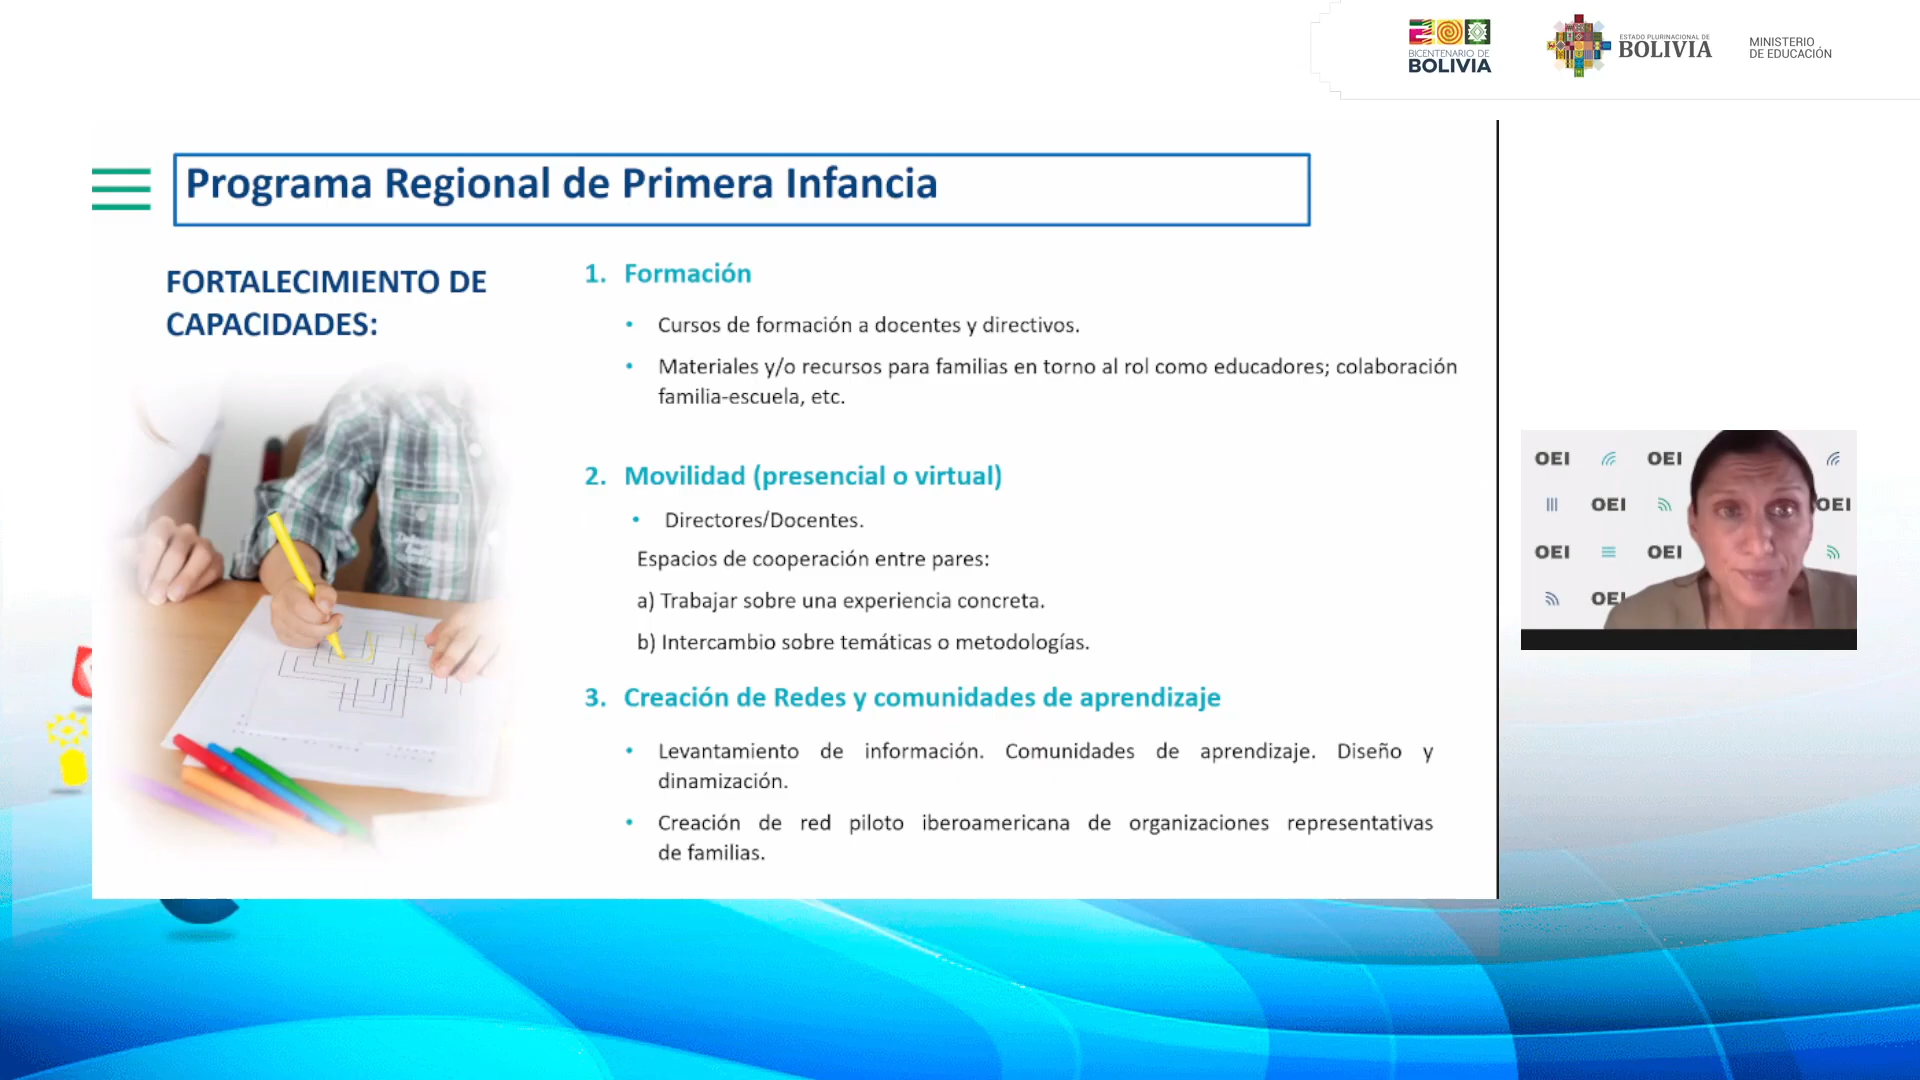 BICENTENARIO DE
BOLIVIA
ESTADO PLURINACIONAL DE
BOLIVIA
MINISTERIO
DE EDUCACIÓN
Programa Regional de Primera Infancia
FORTALECIMIENTO DE
CAPACIDADES:
1. Formación
• Cursos de formación a docentes y directivos.
• Materiales y/o recursos para familias en torno al rol como educadores; colaboración
familia-escuela, etc.
2. Movilidad (presencial o virtual)
• Directores/Docentes.
Espacios de cooperación entre pares:
a) Trabajar sobre una experiencia concreta.
b) Intercambio sobre temáticas o metodologías.
3. Creación de Redes y comunidades de aprendizaje
• Levantamiento de información. Comunidades de aprendizaje. Diseño y
dinamización.
• Creación de red piloto iberoamericana de organizaciones representativas
de familias.
OEI OEI
OEI OEI
OEI OEI
OEI